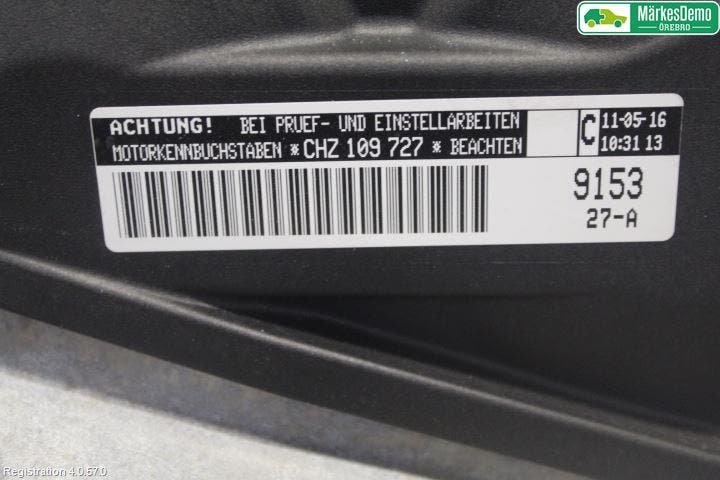 MärkesDemo
ÖREBRO
ACHTUNG! BEI PRUEF- UND EINSTELLARBEITEN
MOTORKENNBUCHSTABEN *CHZ 109 727 * BEACHTEN
C
11-05-16
10:31 13
9153
27-A
Registration 4.0.57.0